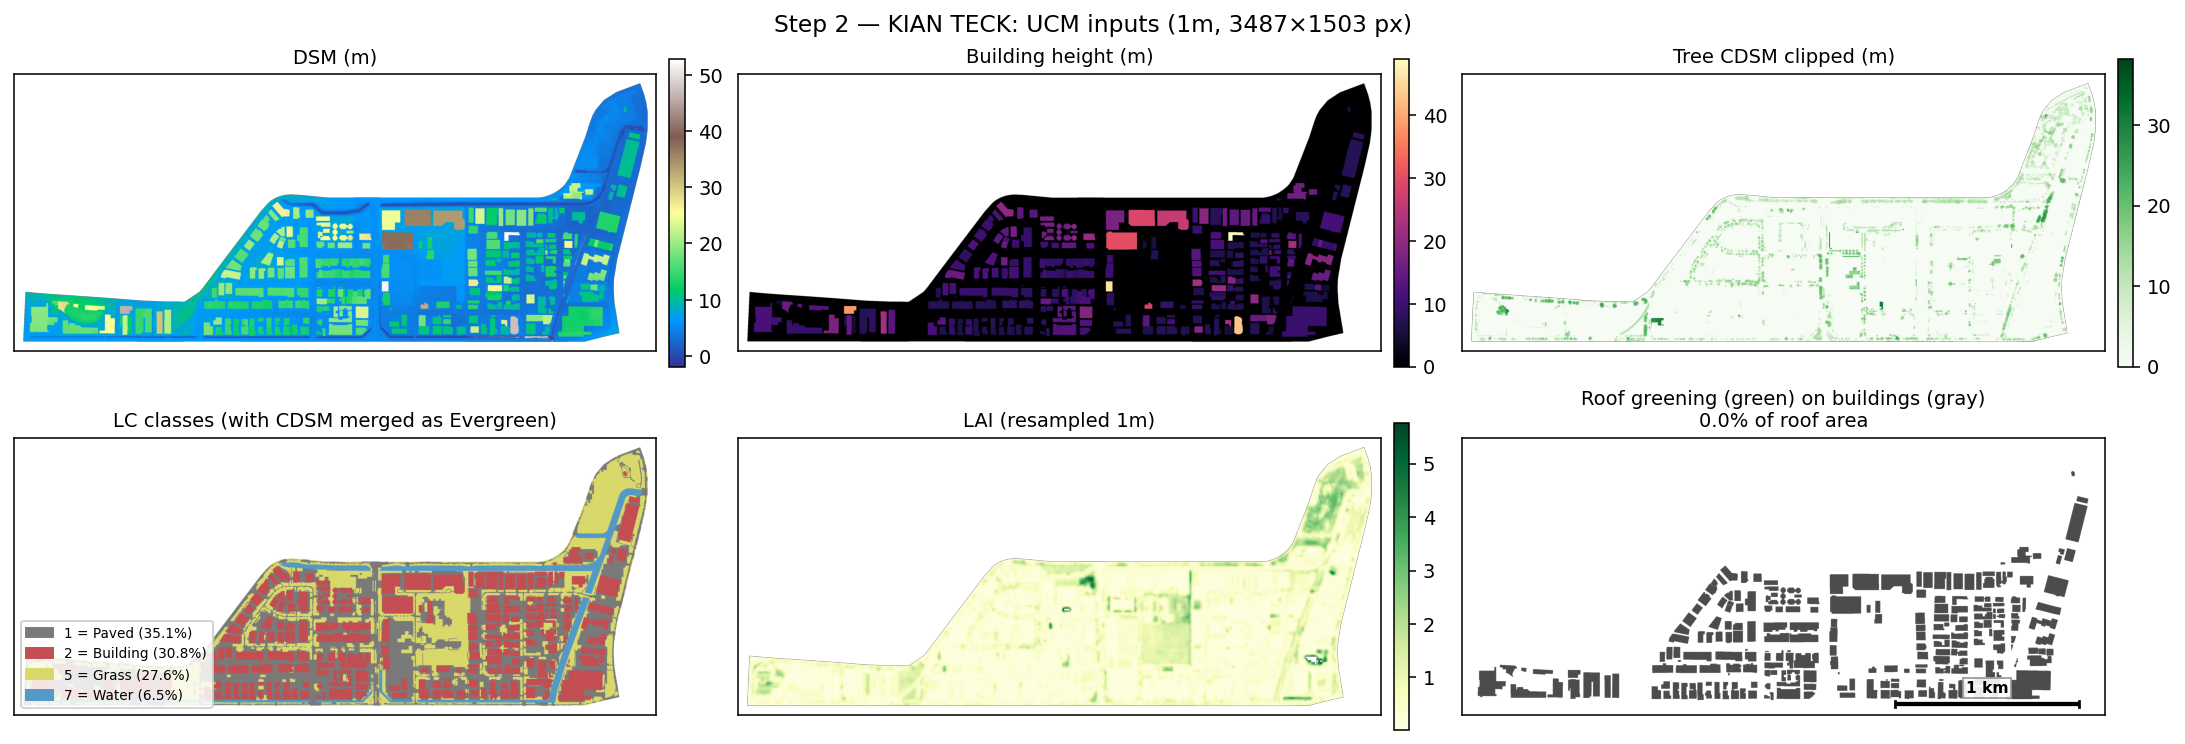 Step 2 — KIAN TECK: UCM inputs (1m, 3487×1503 px)
DSM (m)
50
40
30
20
10
0
Building height (m)
40
30
20
10
0
Tree CDSM clipped (m)
30
20
10
0
LC classes (with CDSM merged as Evergreen)
1 = Paved (35.1%)
2 = Building (30.8%)
5 = Grass (27.6%)
7 = Water (6.5%)
LAI (resampled 1m)
5
4
3
2
1
Roof greening (green) on buildings (gray)
0.0% of roof area
1 km